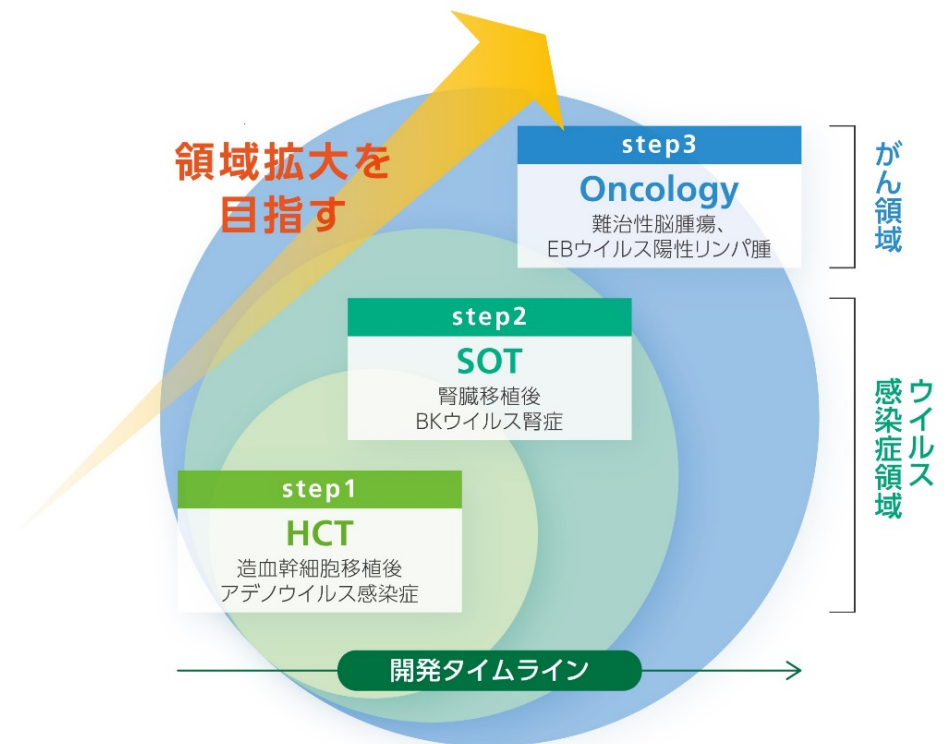 領域拡大を
目指す
step3
Oncology
難治性脳腫瘍、
EBウイルス陽性リンパ腫
がん領域
step2
SOT
腎臓移植後
BKウイルス腎症
ウイルス
感染症領域
step1
HCT
造血幹細胞移植後
アデノウイルス感染症
開発タイムライン